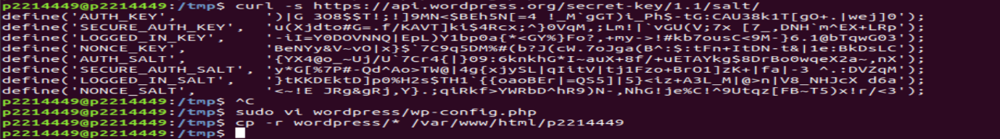 p2214449@p2214449:/tmp$ curl -s https://api.wordpress.org/secret-key/1.1/salt/
define('AUTH_KEY',         ')|G 3O8$$T!;!]9MN<$BEh5N[=4 !_M`gGT)i_Ph$-tG:CAU38k1T[gO+.|wej]0');
define('SECURE_AUTH_KEY',  'u(Xjdto#G=.f/KAVT]ki$4Rcx;^}0VqM,;Lm!|`vGU(V;7x [7_,DNH`m^EX+LRp');
define('LOGGED_IN_KEY',    '-iI=Y0DOVNNQ|EpL)Y1bp0a{*<GY%}Fo?,+my->!#kb7ousC<9M-}6.1@bTqwG03');
define('NONCE_KEY',        'BeNYy&V~vO|x}$`7C9q5DM%#(b?J(cW.7oJga(B^:$:tFn+ItDN-t&|1e:BkDsLC');
define('AUTH_SALT',        '{YX4@o_~Uj/U`7Cr4{|}09:6knkhG*I~auX+8f/+uETAYkg$8DrBo0wqeX2a~,nX');
define('SECURE_AUTH_SALT', 'y*G[%7P#-Qd^Ao>TW@|4g{xjySL|qIitV|tj1Fzo+BrO1]zK+|fa|-3 ^.:DVZqM');
define('LOGGED_IN_SALT',   '}tKKDEktD]p0%H2s$TH1`{{oaoBEr|=QS5]|5}<iz+A3L_M|@>n|V8_NHJcX d6a');
define('NONCE_SALT',       '<~!E JRg&gRj,Y}.;qiRkf>YWRbD^hR9)N-,NhG!je%C!^9Utqz[FB~T5)x!r/<3');
p2214449@p2214449:/tmp$ ^C
p2214449@p2214449:/tmp$ sudo vi wordpress/wp-config.php
p2214449@p2214449:/tmp$ cp -r wordpress/* /var/www/html/p2214449
p2214449@p2214449:/tmp$